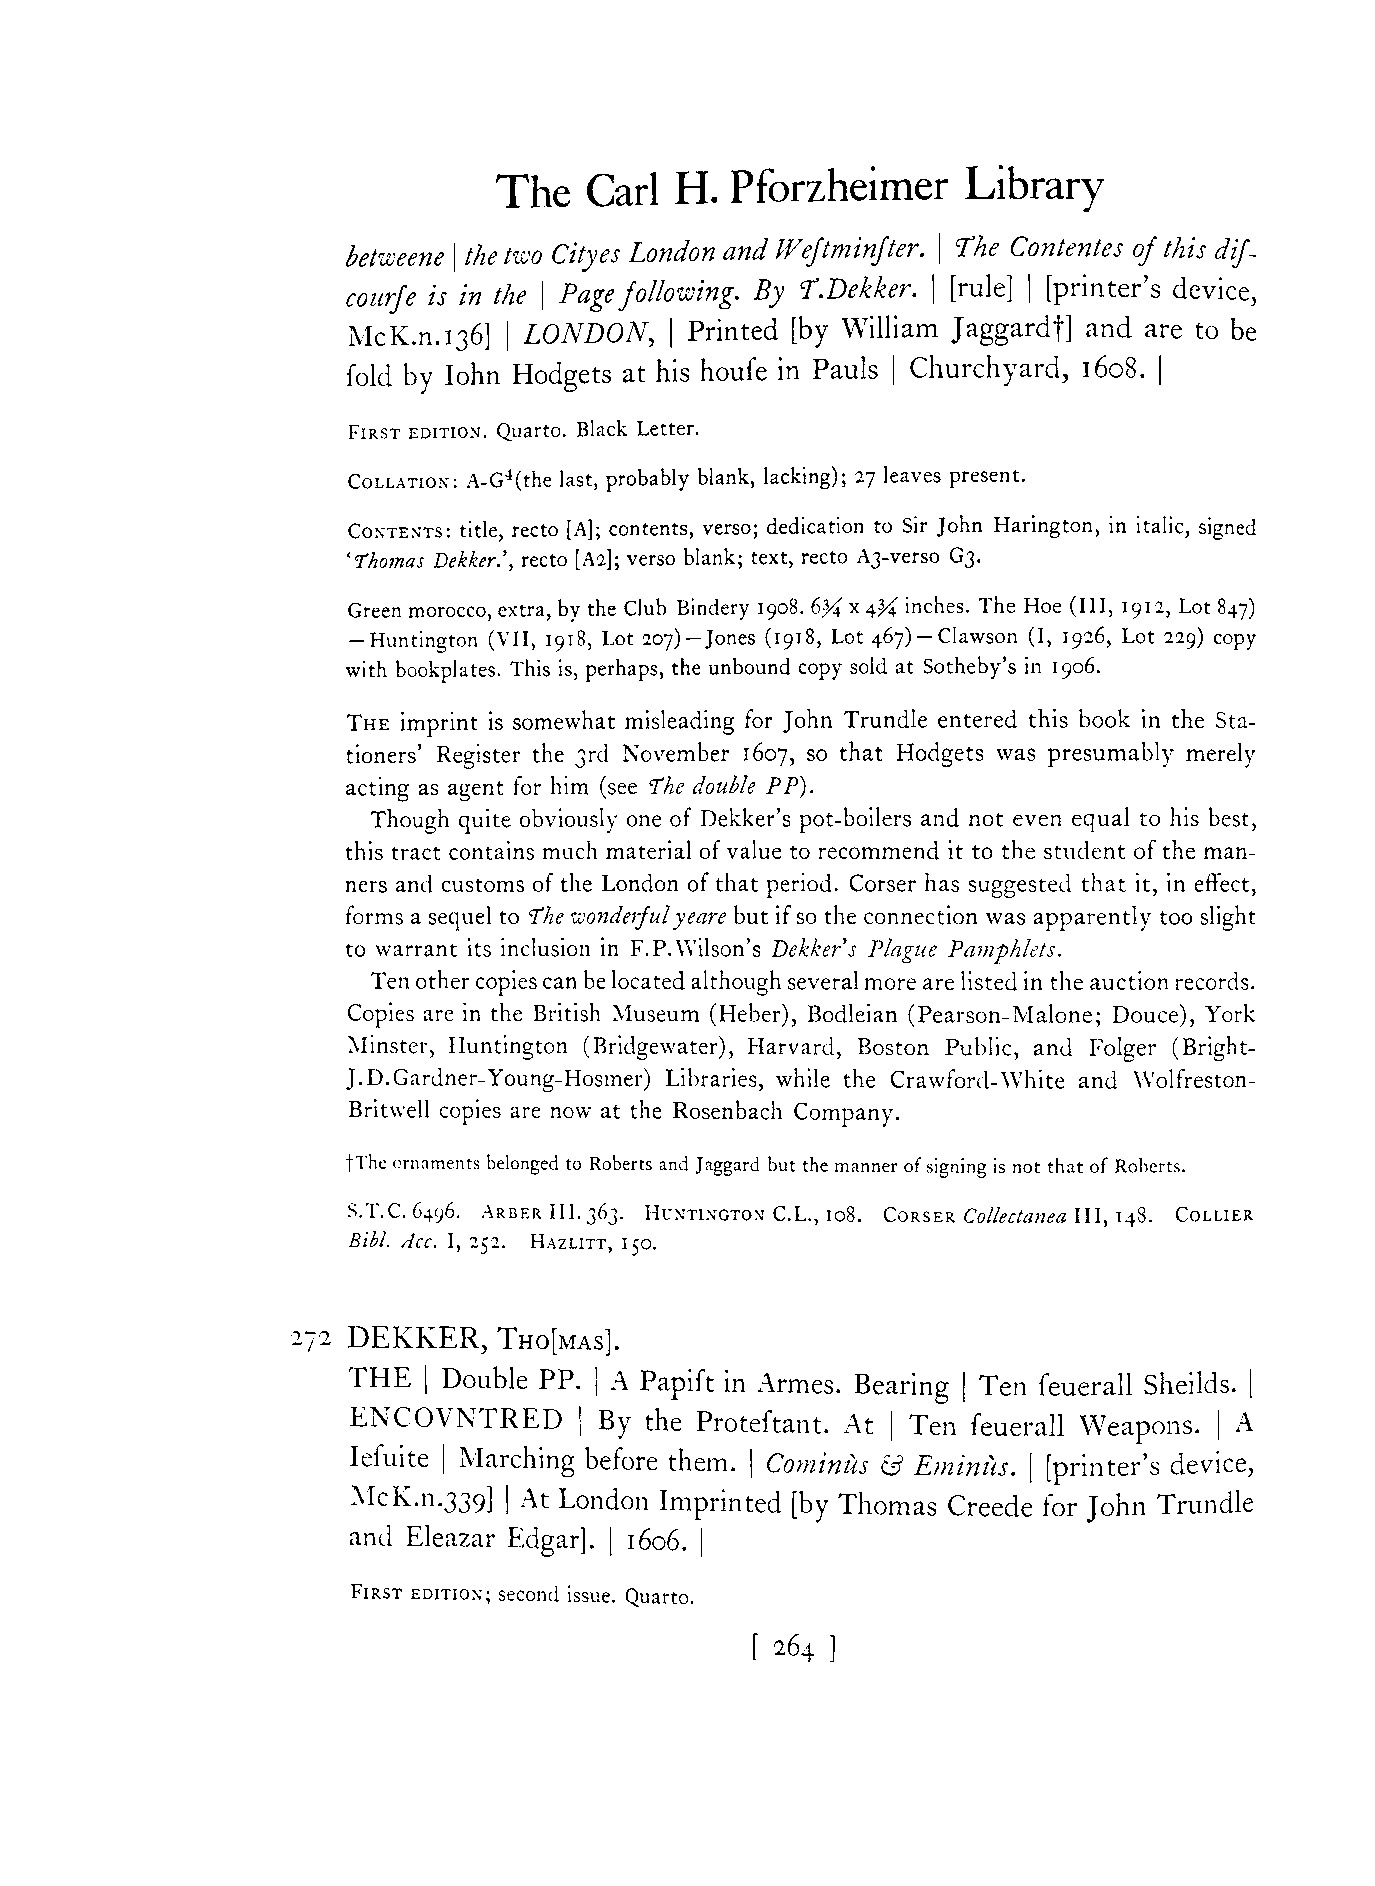 The Carl H. Pforzheimer Library
betweene | the two Cityes London and Weſtminſter. | The Contentes of this diſ-
courſe is in the | Page following. By T.Dekker. | [rule] | [printer's device,
McK.n.136] | LONDON, | Printed [by William Jaggard†] and are to be
ſold by Iohn Hodgets at his houſe in Pauls | Churchyard, 1608. |
First edition. Quarto. Black Letter.
Collation: A-G⁴(the last, probably blank, lacking); 27 leaves present.
Contents: title, recto [A]; contents, verso; dedication to Sir John Harington, in italic, signed
'Thomas Dekker.', recto [A2]; verso blank; text, recto A3-verso G3.
Green morocco, extra, by the Club Bindery 1908. 6¾ x 4¾ inches. The Hoe (III, 1912, Lot 847)
—Huntington (VII, 1918, Lot 207)—Jones (1918, Lot 467)—Clawson (I, 1926, Lot 229) copy
with bookplates. This is, perhaps, the unbound copy sold at Sotheby's in 1906.
The imprint is somewhat misleading for John Trundle entered this book in the Sta-
tioners' Register the 3rd November 1607, so that Hodgets was presumably merely
acting as agent for him (see The double PP).
Though quite obviously one of Dekker's pot-boilers and not even equal to his best,
this tract contains much material of value to recommend it to the student of the man-
ners and customs of the London of that period. Corser has suggested that it, in effect,
forms a sequel to The wonderful yeare but if so the connection was apparently too slight
to warrant its inclusion in F.P.Wilson's Dekker's Plague Pamphlets.
Ten other copies can be located although several more are listed in the auction records.
Copies are in the British Museum (Heber), Bodleian (Pearson-Malone; Douce), York
Minster, Huntington (Bridgewater), Harvard, Boston Public, and Folger (Bright-
J.D.Gardner-Young-Hosmer) Libraries, while the Crawford-White and Wolfreston-
Britwell copies are now at the Rosenbach Company.
†The ornaments belonged to Roberts and Jaggard but the manner of signing is not that of Roberts.
S.T.C. 6496. Arber III. 363. Huntington C.L., 108. Corser Collectanea III, 148. Collier
Bibl. Acc. I, 252. Hazlitt, 150.
272 DEKKER, Tho[mas].
THE | Double PP. | A Papiſt in Armes. Bearing | Ten ſeuerall Sheilds. |
ENCOVNTRED | By the Proteſtant. At | Ten ſeuerall Weapons. | A
Ieſuite | Marching before them. | Cominùs & Eminùs. | [printer's device,
McK.n.339] | At London Imprinted [by Thomas Creede for John Trundle
and Eleazar Edgar]. | 1606. |
First edition; second issue. Quarto.
[ 264 ]